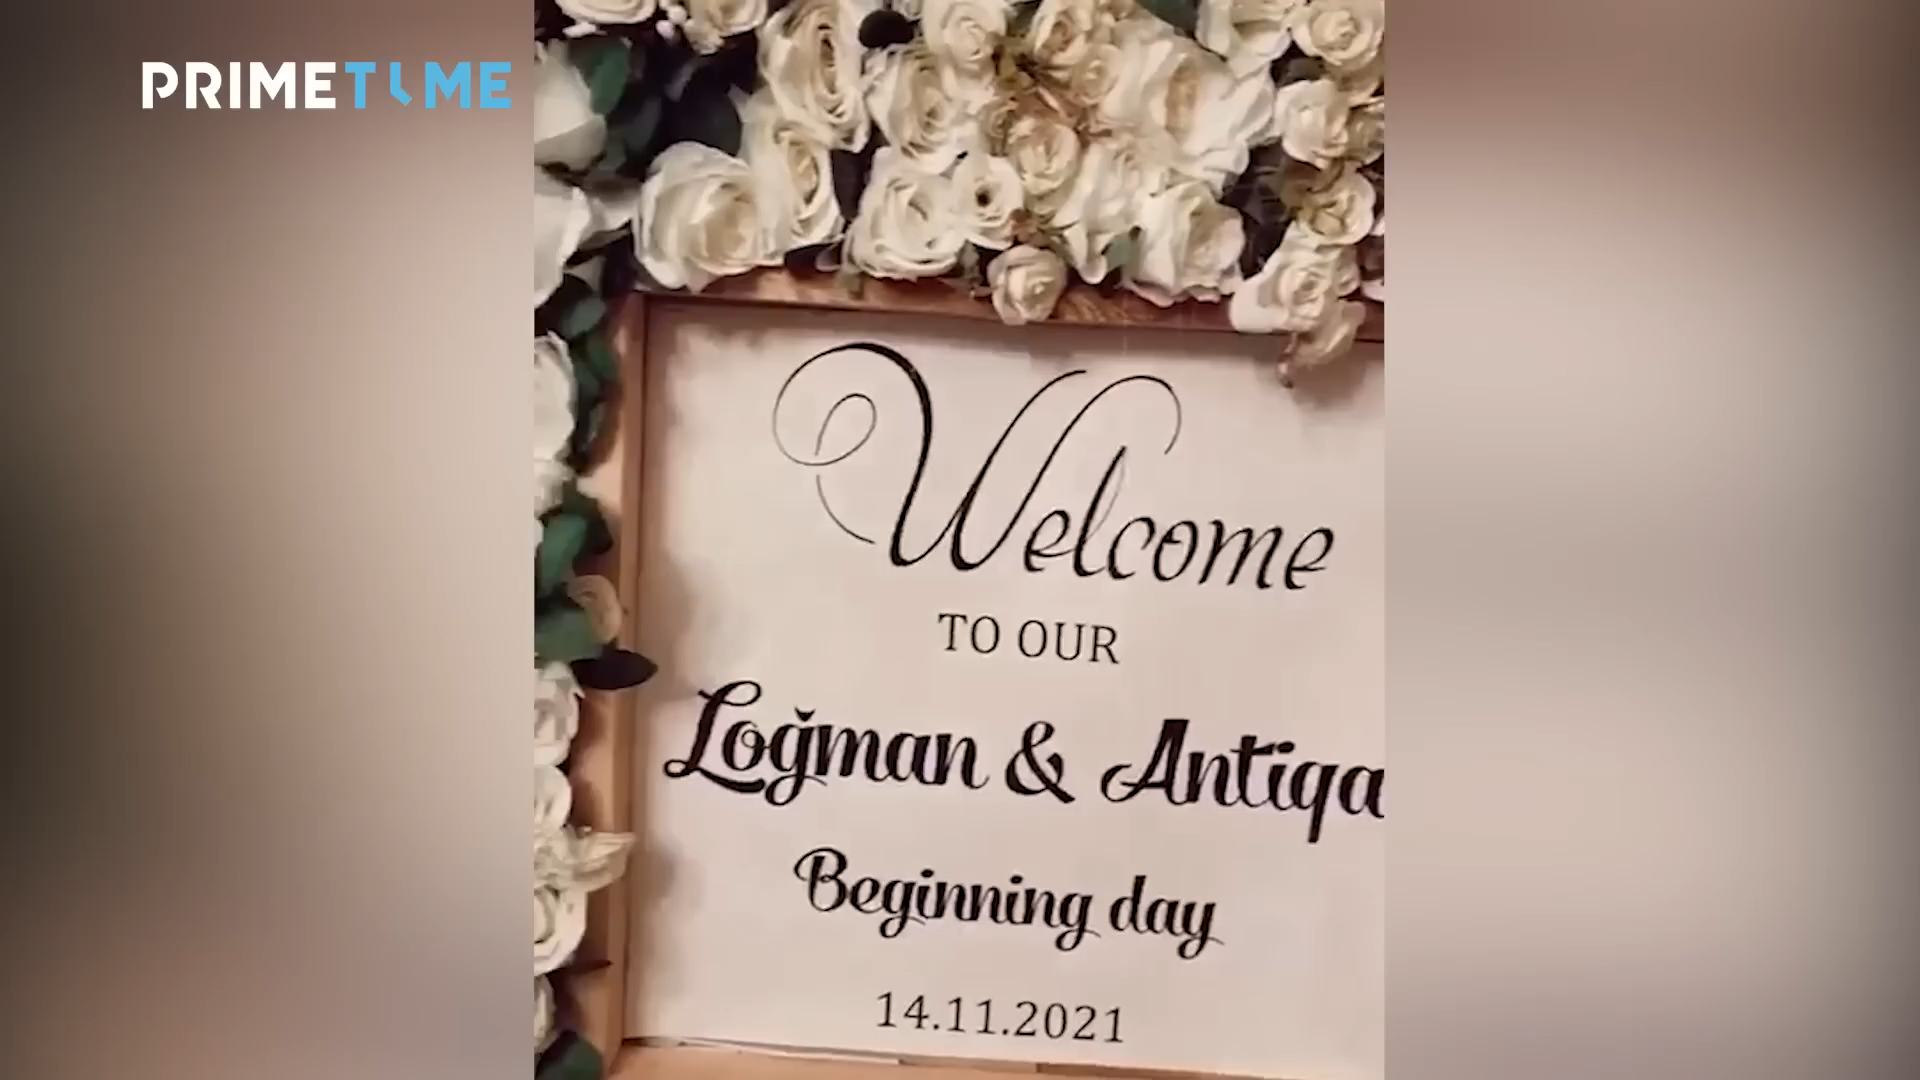 PRIMETIME
Welcome
TO OUR
Loğman & Antiqa
Beginning day
14.11.2021